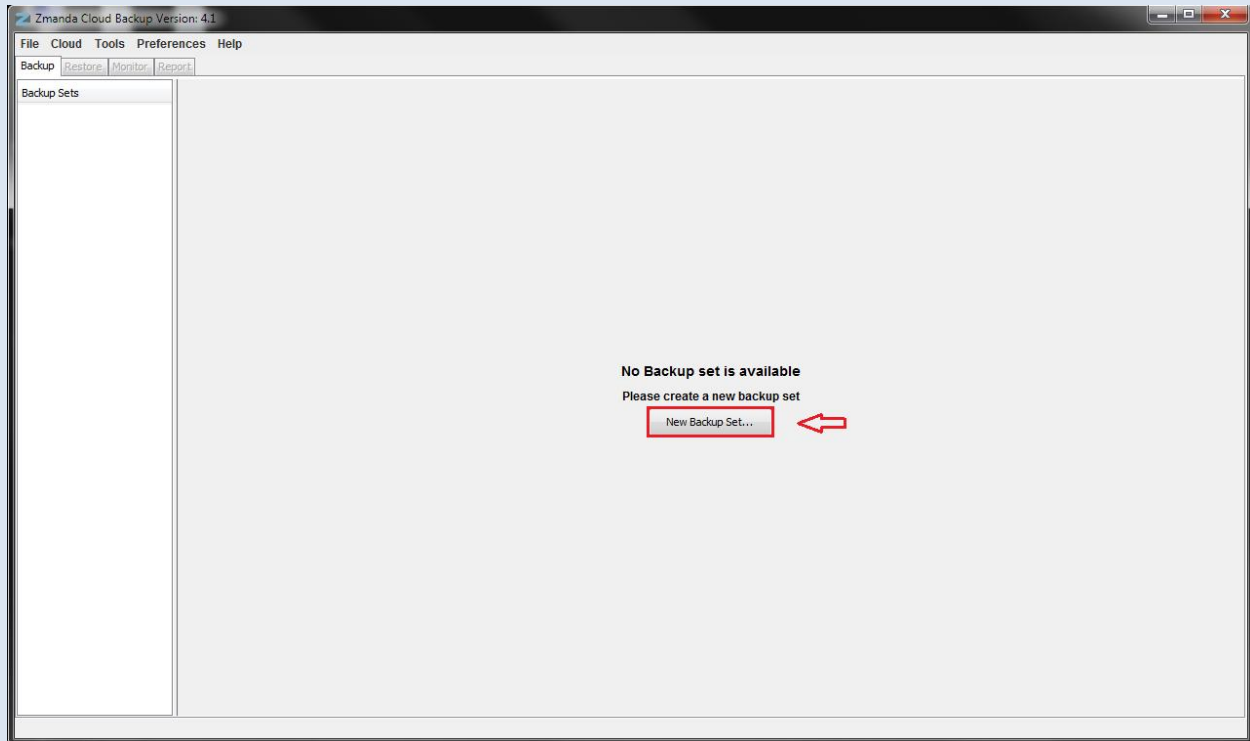 Zmanda Cloud Backup Version: 4.1
File Cloud Tools Preferences Help
Backup Restore Monitor Report
Backup Sets
No Backup set is available
Please create a new backup set
New Backup Set...